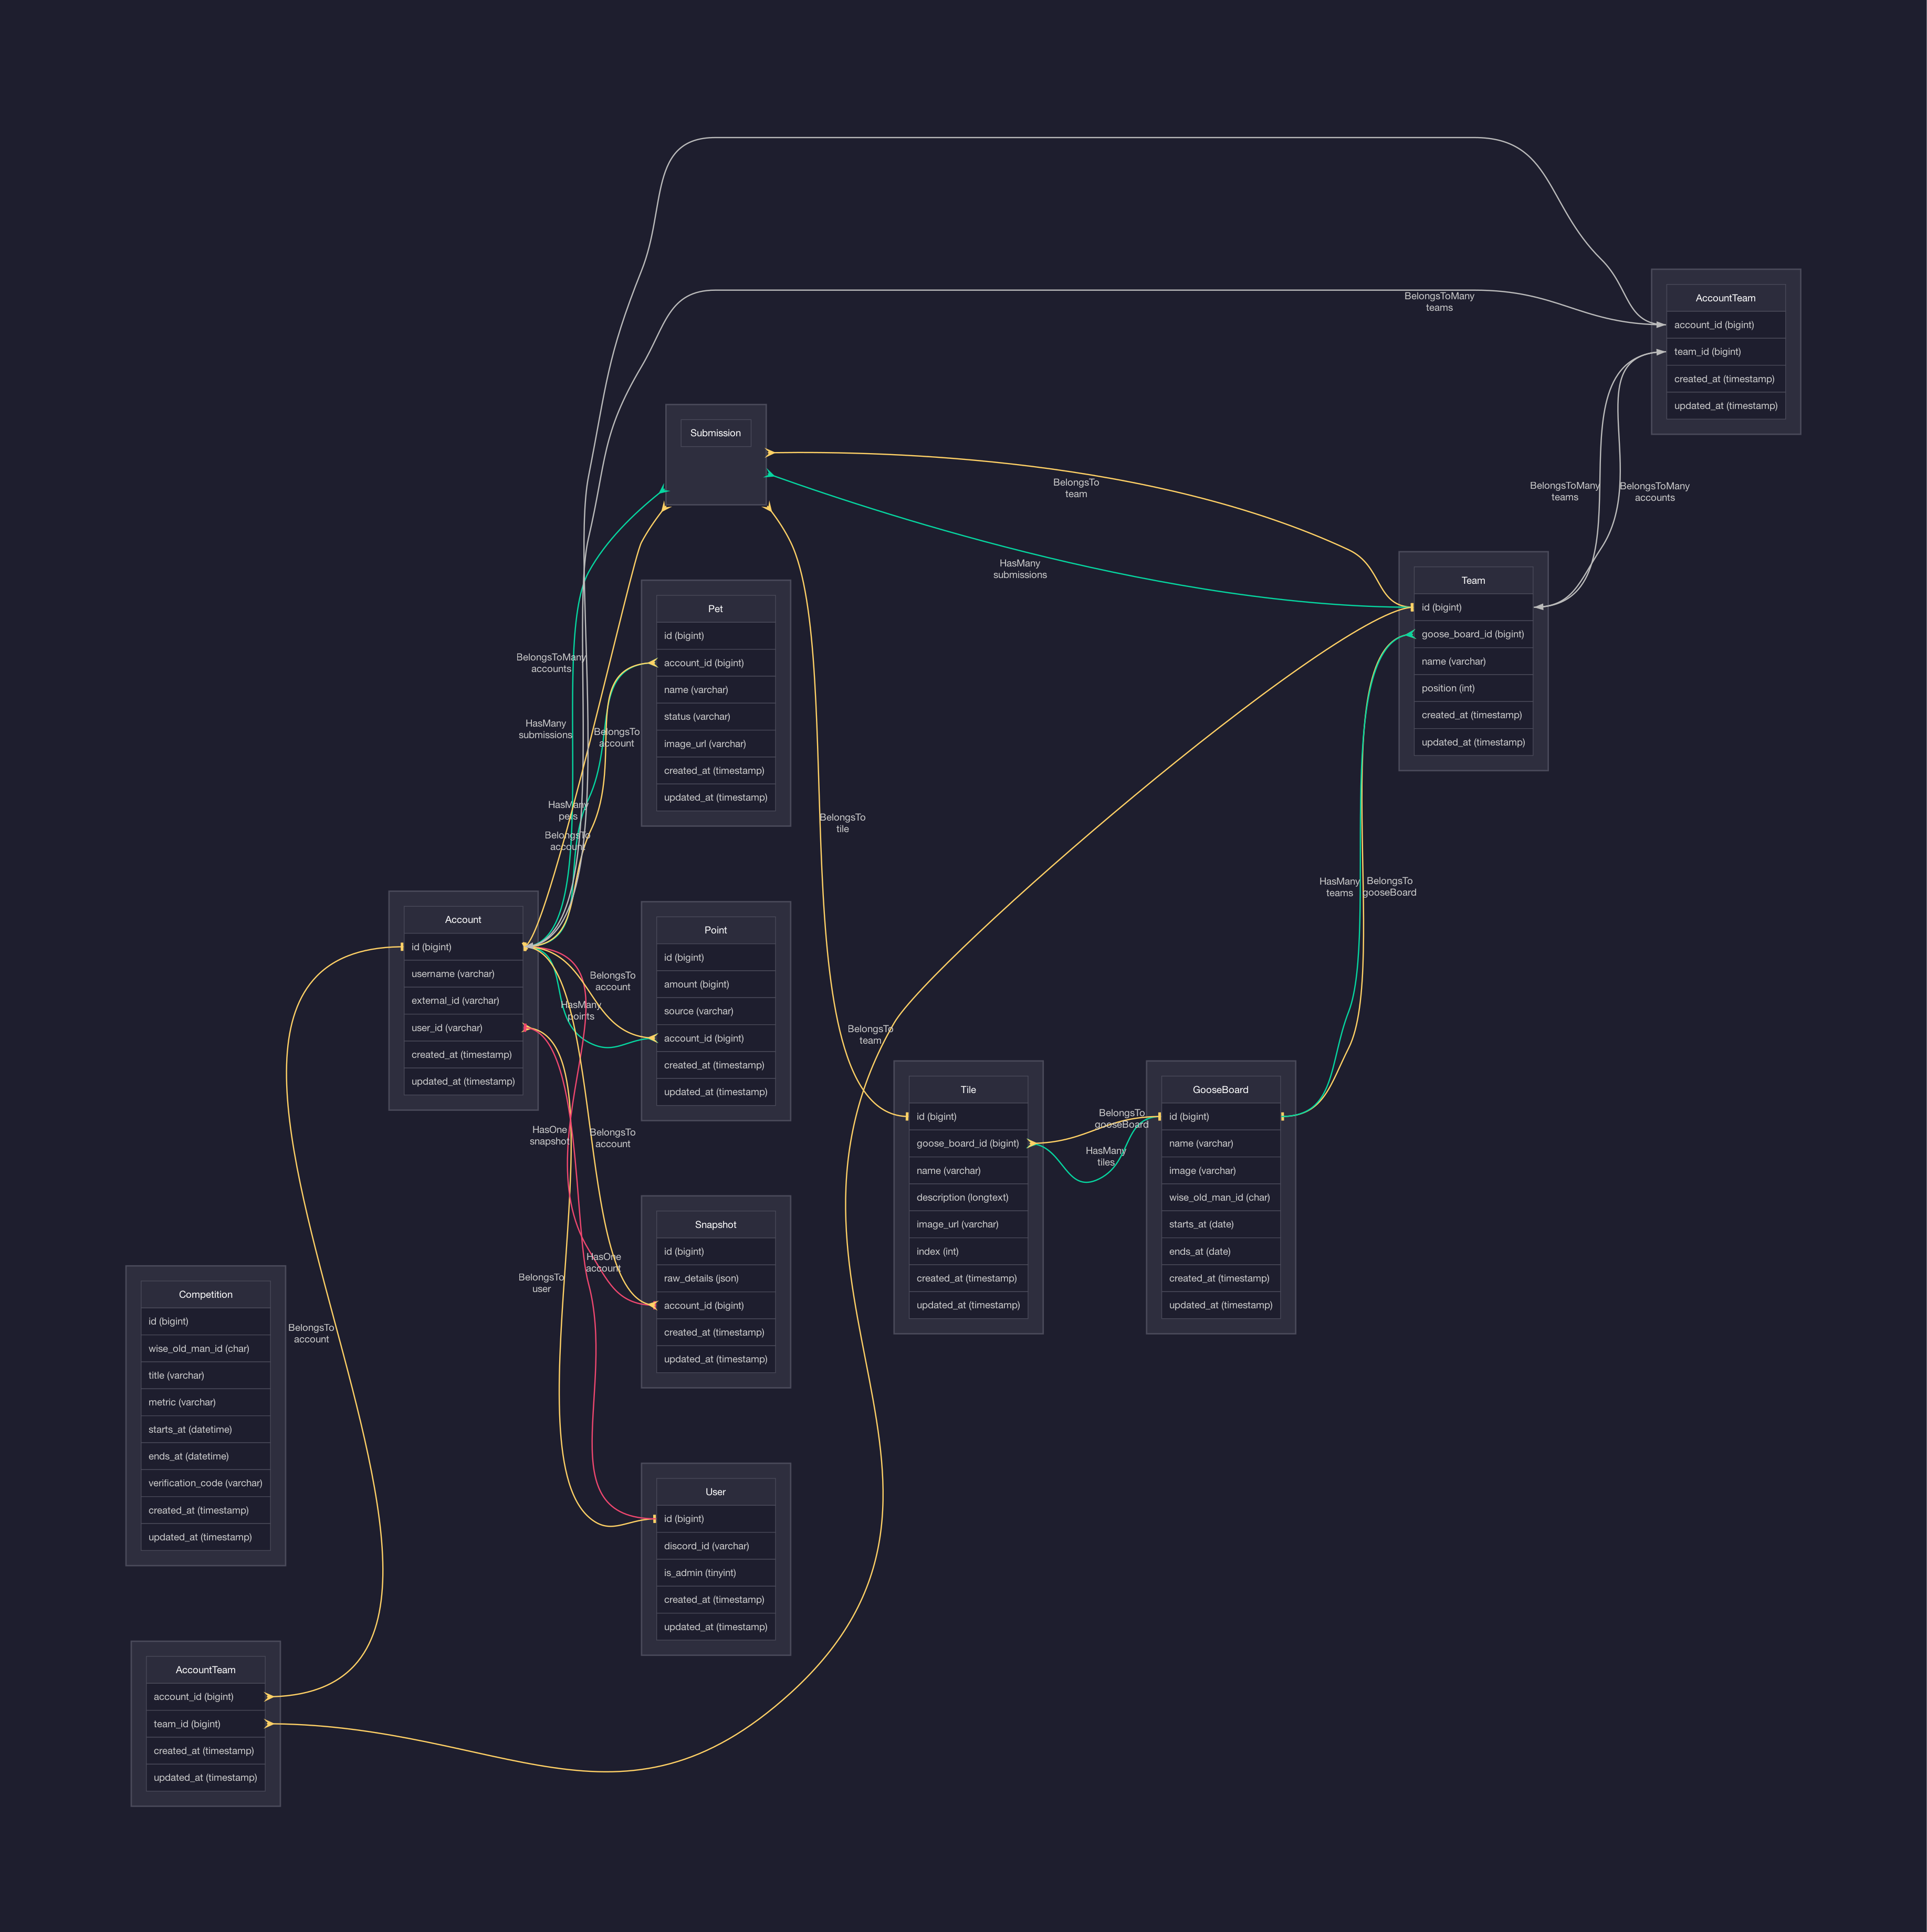 BelongsToMany
teams
AccountTeam
account_id (bigint)
team_id (bigint)
created_at (timestamp)
updated_at (timestamp)
Submission
BelongsTo
team
HasMany
submissions
BelongsToMany
teams
BelongsToMany
accounts
Team
id (bigint)
goose_board_id (bigint)
name (varchar)
position (int)
created_at (timestamp)
updated_at (timestamp)
Pet
id (bigint)
account_id (bigint)
name (varchar)
status (varchar)
image_url (varchar)
created_at (timestamp)
updated_at (timestamp)
BelongsToMany
accounts
HasMany
submissions
BelongsTo
account
HasMany
pets
BelongsTo
account
BelongsTo
tile
HasMany
teams
BelongsTo
gooseBoard
Account
id (bigint)
username (varchar)
external_id (varchar)
user_id (varchar)
created_at (timestamp)
updated_at (timestamp)
Point
id (bigint)
amount (bigint)
source (varchar)
account_id (bigint)
created_at (timestamp)
updated_at (timestamp)
BelongsTo
account
HasMany
points
BelongsTo
team
Tile
id (bigint)
goose_board_id (bigint)
name (varchar)
description (longtext)
image_url (varchar)
index (int)
created_at (timestamp)
updated_at (timestamp)
BelongsTo
gooseBoard
HasMany
tiles
GooseBoard
id (bigint)
name (varchar)
image (varchar)
wise_old_man_id (char)
starts_at (date)
ends_at (date)
created_at (timestamp)
updated_at (timestamp)
HasOne
snapshot
BelongsTo
account
Snapshot
id (bigint)
raw_details (json)
account_id (bigint)
created_at (timestamp)
updated_at (timestamp)
HasOne
account
BelongsTo
user
Competition
id (bigint)
wise_old_man_id (char)
title (varchar)
metric (varchar)
starts_at (datetime)
ends_at (datetime)
verification_code (varchar)
created_at (timestamp)
updated_at (timestamp)
BelongsTo
account
User
id (bigint)
discord_id (varchar)
is_admin (tinyint)
created_at (timestamp)
updated_at (timestamp)
AccountTeam
account_id (bigint)
team_id (bigint)
created_at (timestamp)
updated_at (timestamp)